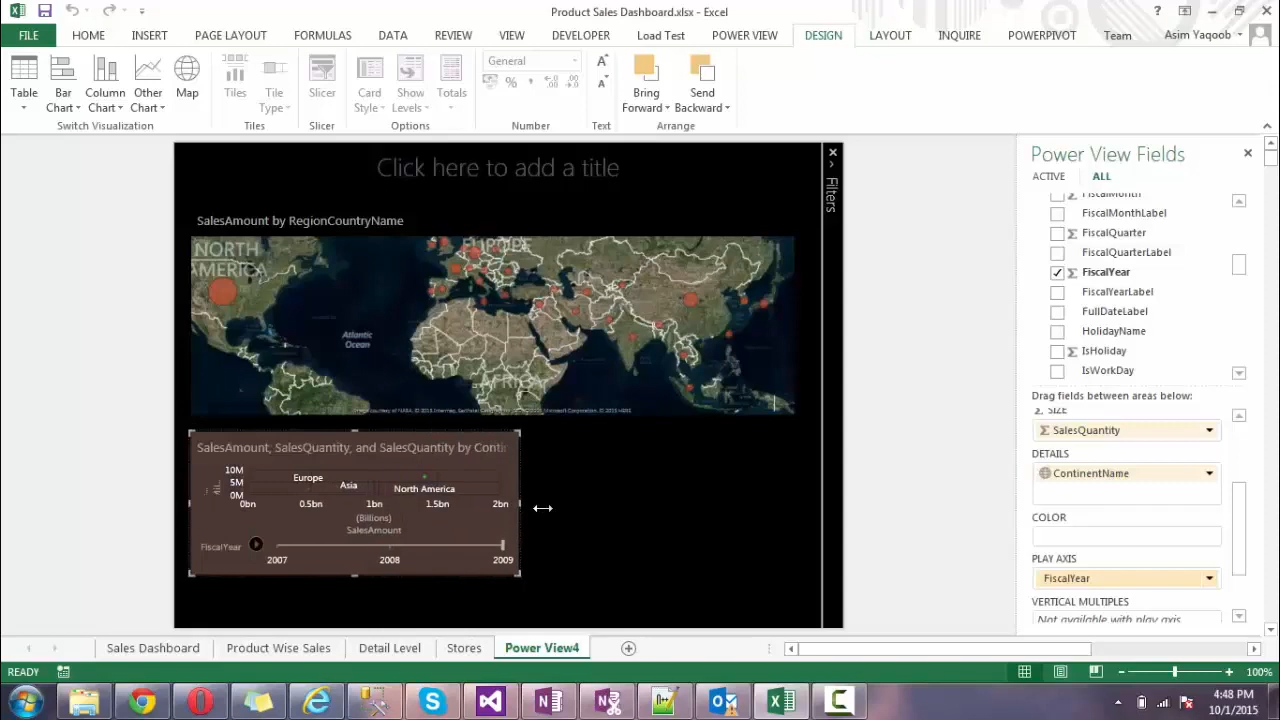 Product Sales Dashboard.xlsx - Excel
?
FILE HOME INSERT PAGE LAYOUT FORMULAS DATA REVIEW VIEW DEVELOPER Load Test POWER VIEW DESIGN LAYOUT INQUIRE POWERPIVOT Team Asim Yaqoob
Table Bar Chart Column Chart Other Chart Map
Switch Visualization
Tiles Tile Type
Tiles
Slicer
Slicer
Card Style Show Levels Totals
Options
General
%
Number
Text
Bring Forward Send Backward
Arrange
Click here to add a title
Filters
SalesAmount by RegionCountryName
NORTH AMERICA
EUROPE
Atlantic Ocean
AFRICA
SalesAmount, SalesQuantity, and SalesQuantity by Conti
10M
5M
0M
Europe
Asia
North America
0bn 0.5bn 1bn 1.5bn 2bn
(Billions)
SalesAmount
FiscalYear
2007 2008 2009
Power View Fields
ACTIVE ALL
FiscalMonth
FiscalMonthLabel
FiscalQuarter
FiscalQuarterLabel
FiscalYear
FiscalYearLabel
FullDateLabel
HolidayName
IsHoliday
IsWorkDay
Drag fields between areas below:
Σ SIZE
Σ SalesQuantity
DETAILS
ContinentName
COLOR
PLAY AXIS
FiscalYear
VERTICAL MULTIPLES
Not available with play axis
Sales Dashboard Product Wise Sales Detail Level Stores Power View4
READY
100%
4:48 PM
10/1/2015